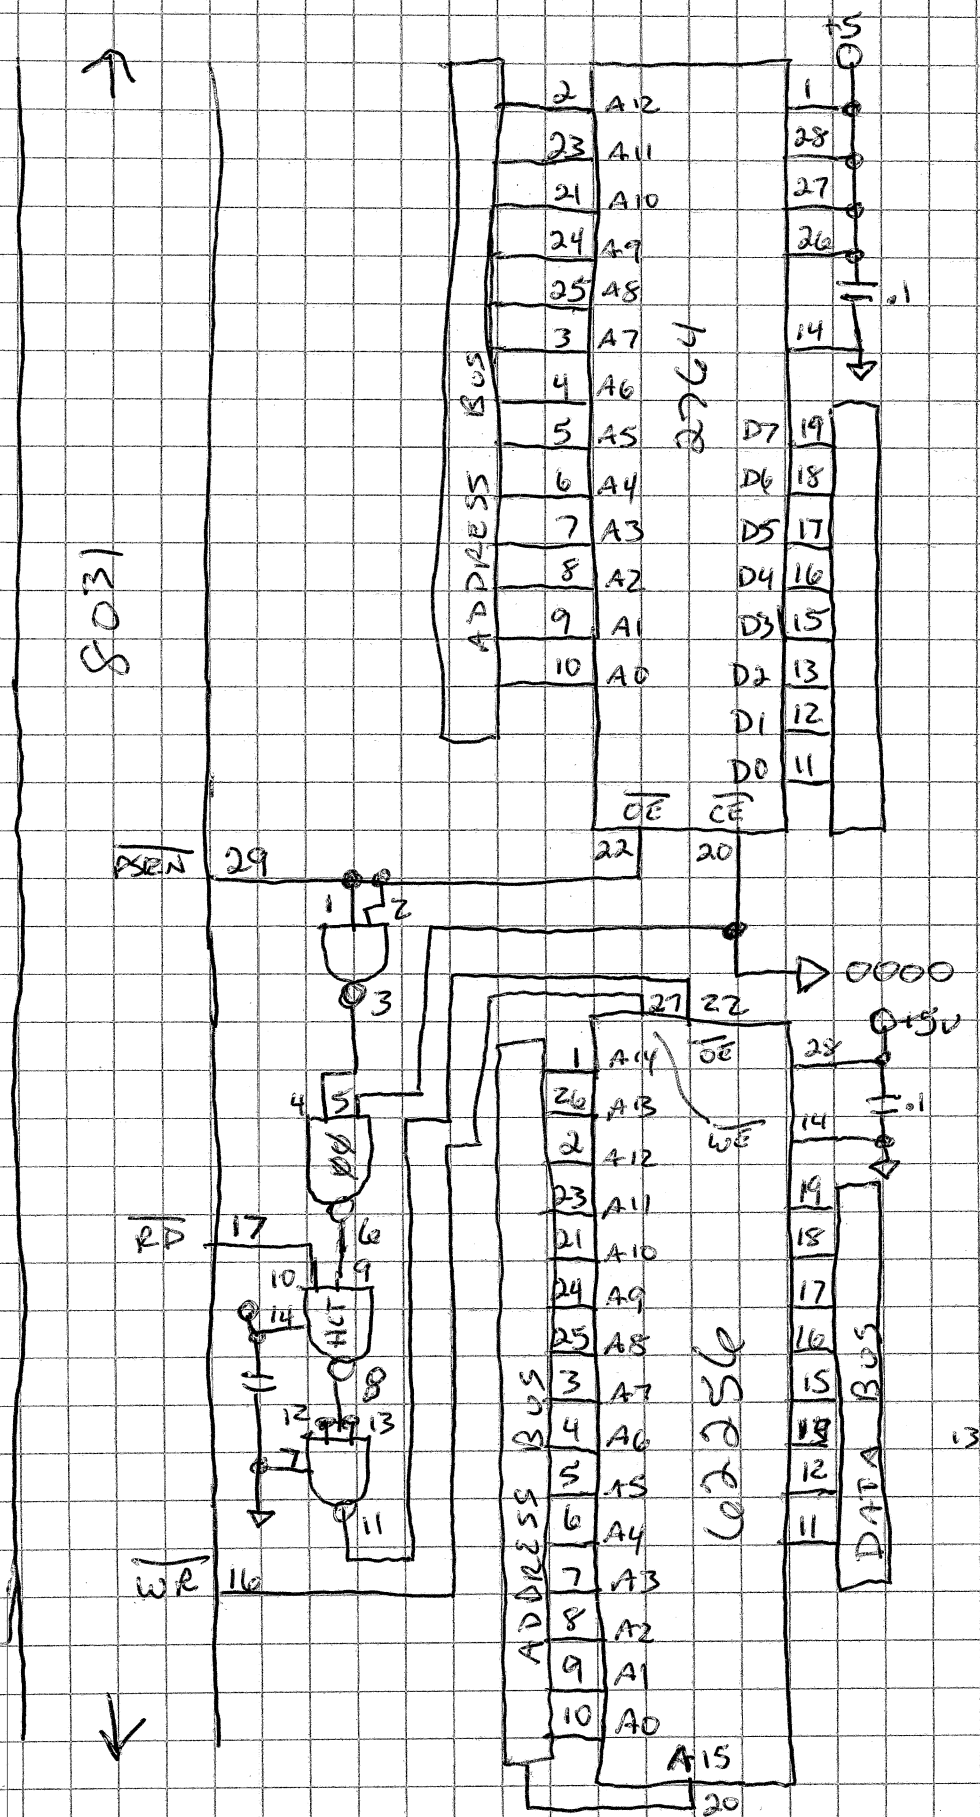 +5
2 A12 1
23 A11 28
21 A10 27
24 A9 26
25 A8 .1
3 A7 14
4 A6
5 A5 D7 19
6 A4 D6 18
7 A3 D5 17
8 A2 D4 16
9 A1 D3 15
10 A0 D2 13
D1 12
D0 11
ADDRESS BUS
2764
8031
OE CE
22 20
PSEN 29
1 2
3
0000
27 22
+5V
1 A14 OE 28
26 A13 .1
WE
2 A12 14
23 A11 19
21 A10 18
24 A9 17
25 A8 16
3 A7 15
4 A6
13
5 A5 12
6 A4 11
7 A3
8 A2
9 A1
10 A0
ADDRESS BUS
62256
DATA BUS
A15
20
4 5
00
6
RD 17
10 9
14
HCT
8
12 13
7
11
WR 16